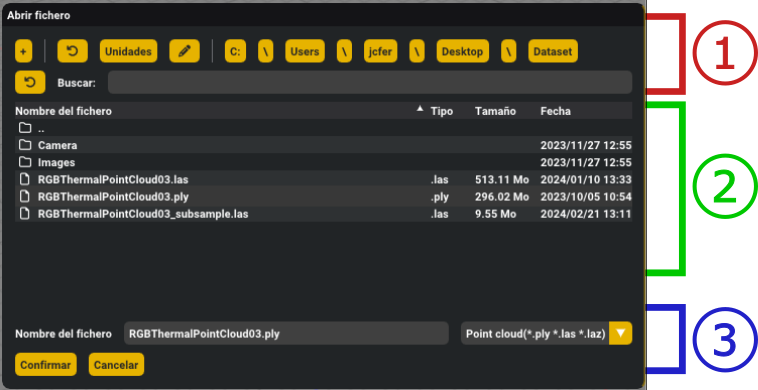 Abrir fichero
+ Unidades C: \ Users \ jcfer \ Desktop \ Dataset
1
Buscar:
Nombre del fichero Tipo Tamaño Fecha
..
Camera 2023/11/27 12:55
Images 2023/11/27 12:55
RGBThermalPointCloud03.las .las 513.11 Mo 2024/01/10 13:33
2
RGBThermalPointCloud03.ply .ply 296.02 Mo 2023/10/05 10:54
RGBThermalPointCloud03_subsample.las .las 9.55 Mo 2024/02/21 13:11
Nombre del fichero RGBThermalPointCloud03.ply Point cloud(*.ply *.las *.laz)
3
Confirmar Cancelar